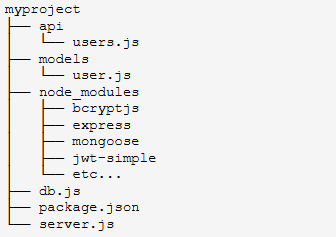 myproject
├── api
│   └── users.js
├── models
│   └── user.js
├── node_modules
│   ├── bcryptjs
│   ├── express
│   ├── mongoose
│   ├── jwt-simple
│   └── etc...
├── db.js
├── package.json
└── server.js